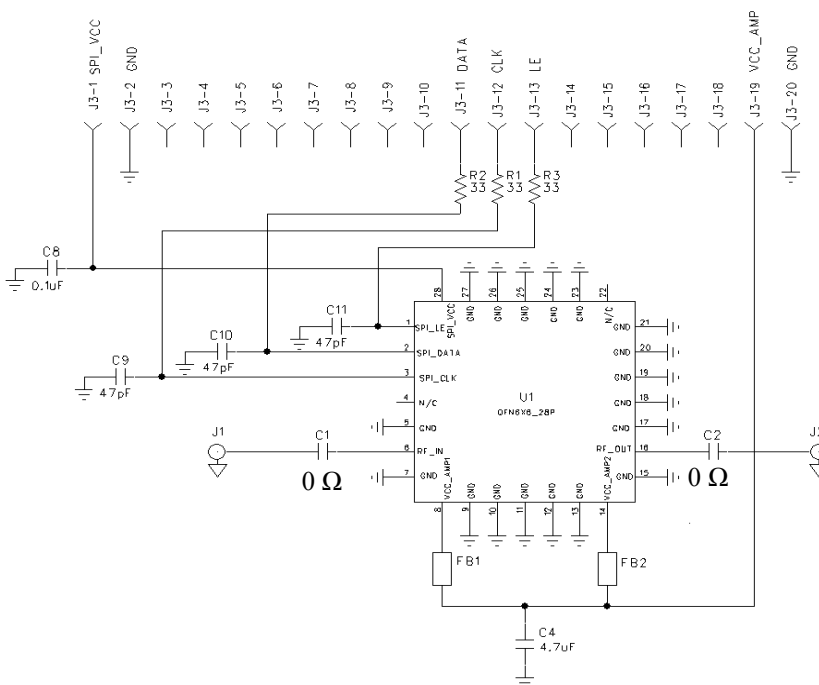 J3-1 SPI_VCC
J3-2 GND
J3-3
J3-4
J3-5
J3-6
J3-7
J3-8
J3-9
J3-10
J3-11 DATA
J3-12 CLK
J3-13 LE
J3-14
J3-15
J3-16
J3-17
J3-18
J3-19 VCC_AMP
J3-20 GND
R2
33
R1
33
R3
33
C8
0.1uF
C11
47pF
C10
47pF
C9
47pF
28
27
26
25
24
23
22
SPI_VCC
GND
GND
GND
GND
GND
N/C
1
SPI_LE
2
SPI_DATA
3
SPI_CLK
4
N/C
5
GND
6
RF_IN
7
GND
U1
QFN6X6_28P
GND
21
GND
20
GND
19
GND
18
GND
17
RF_OUT
16
GND
15
VCC_AMP1
GND
GND
GND
GND
GND
VCC_AMP2
8
9
10
11
12
13
14
J1
C1
0 Ω
C2
0 Ω
J2
FB1
FB2
C4
4.7uF